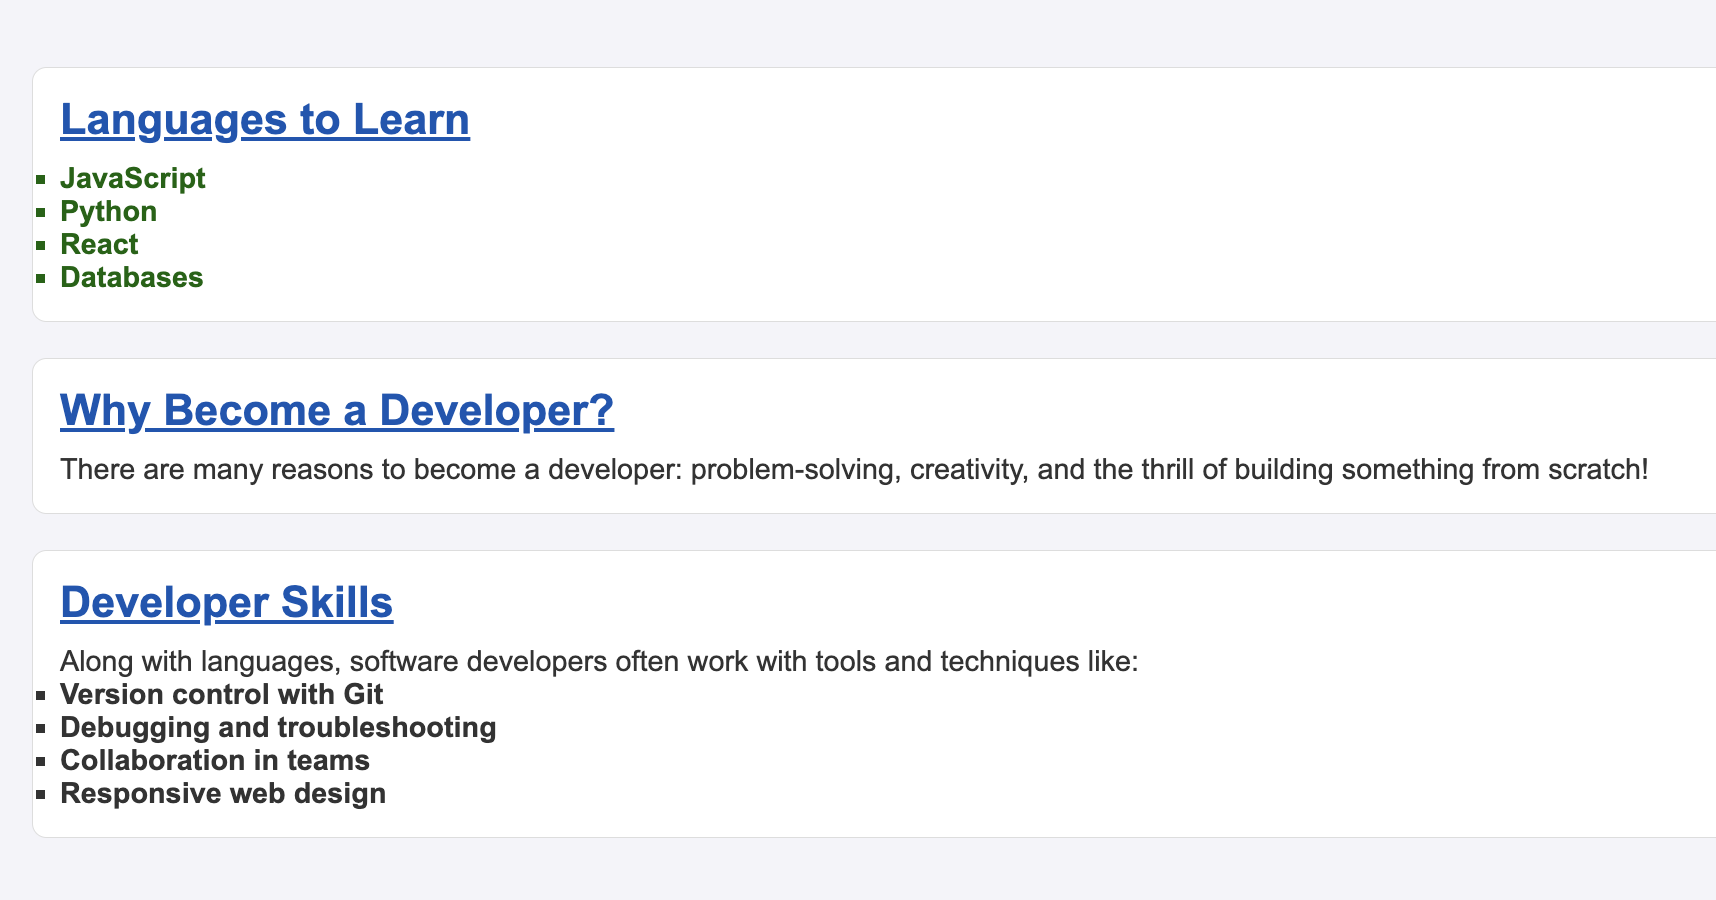 Languages to Learn
JavaScript
Python
React
Databases
Why Become a Developer?
There are many reasons to become a developer: problem-solving, creativity, and the thrill of building something from scratch!
Developer Skills
Along with languages, software developers often work with tools and techniques like:
Version control with Git
Debugging and troubleshooting
Collaboration in teams
Responsive web design